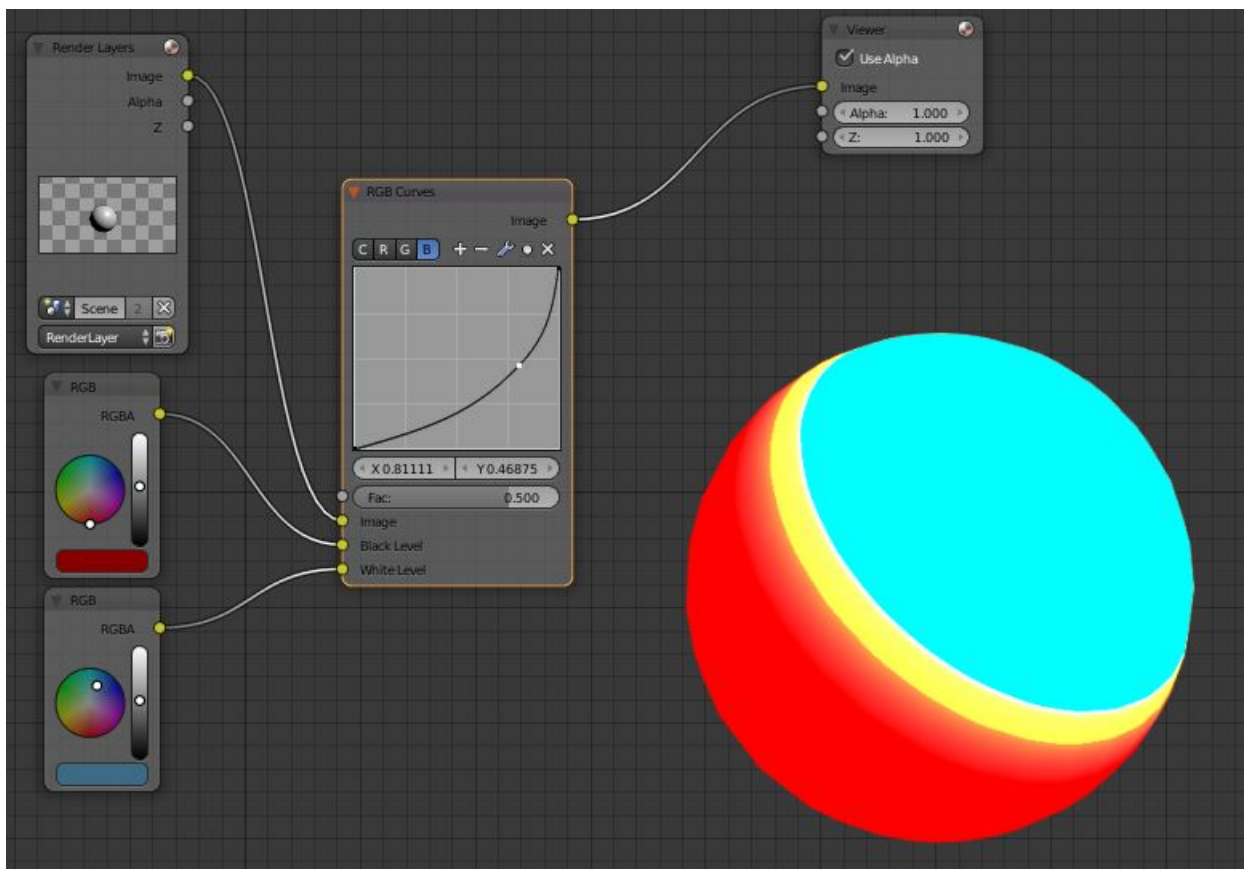 Render Layers
Image
Alpha
Z
Scene 2
RenderLayer
RGB
RGBA
RGB
RGBA
RGB Curves
Image
C R G B
X 0.81111 Y 0.46875
Fac: 0.500
Image
Black Level
White Level
Viewer
Use Alpha
Image
Alpha: 1.000
Z: 1.000